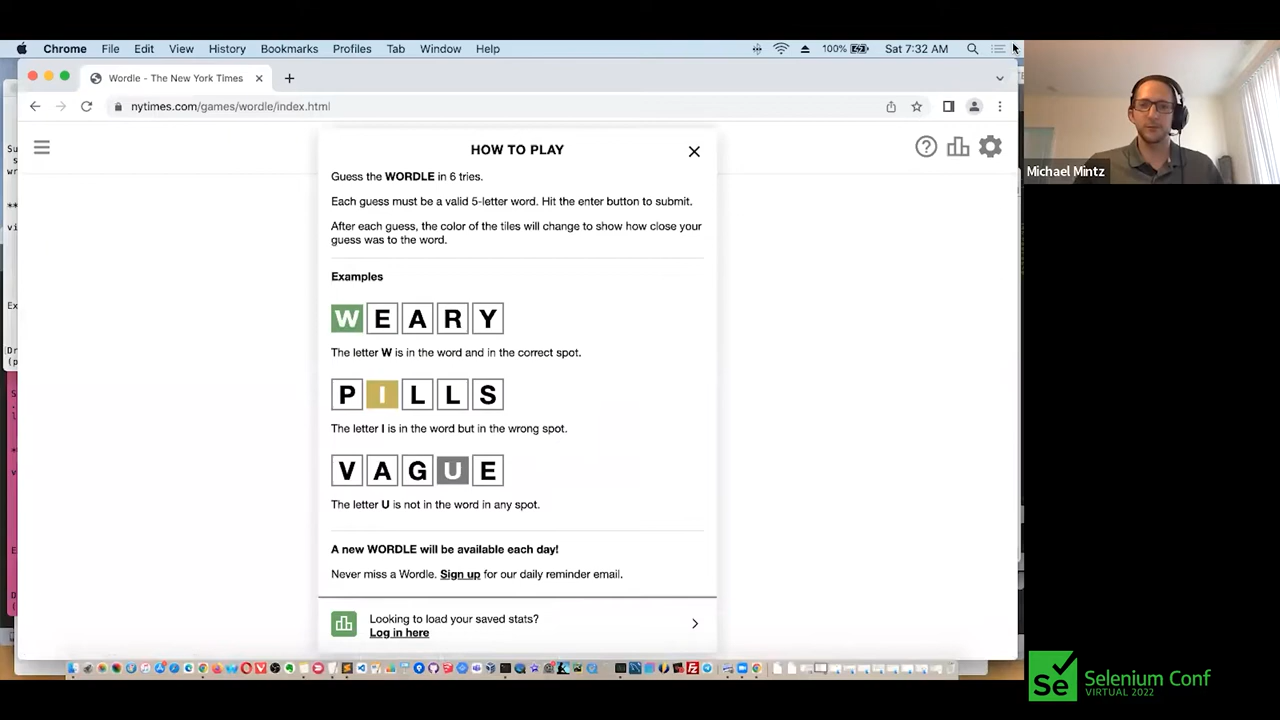 Chrome File Edit View History Bookmarks Profiles Tab Window Help 100% Sat 7:32 AM
Wordle - The New York Times
nytimes.com/games/wordle/index.html
HOW TO PLAY
Guess the WORDLE in 6 tries.
Each guess must be a valid 5-letter word. Hit the enter button to submit.
After each guess, the color of the tiles will change to show how close your
guess was to the word.
Examples
WEARY
The letter W is in the word and in the correct spot.
PILLS
The letter I is in the word but in the wrong spot.
VAGUE
The letter U is not in the word in any spot.
A new WORDLE will be available each day!
Never miss a Wordle. Sign up for our daily reminder email.
Looking to load your saved stats?
Log in here
Michael Mintz
Se Selenium Conf
VIRTUAL 2022